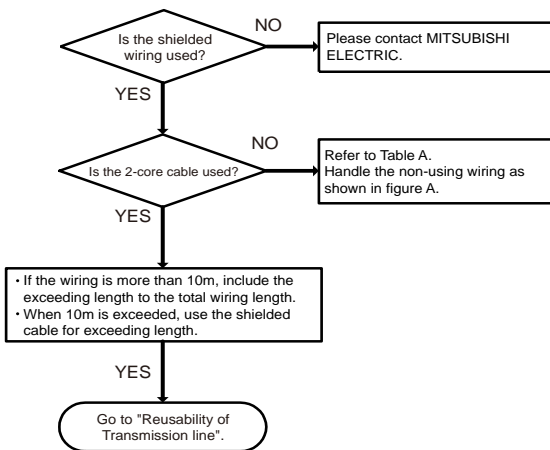 Is the shielded
wiring used?
NO
Please contact MITSUBISHI
ELECTRIC.
YES
Is the 2-core cable used?
NO
Refer to Table A.
Handle the non-using wiring as
shown in figure A.
YES
・If the wiring is more than 10m, include the
exceeding length to the total wiring length.
・When 10m is exceeded, use the shielded
cable for exceeding length.
YES
Go to "Reusability of
Transmission line".